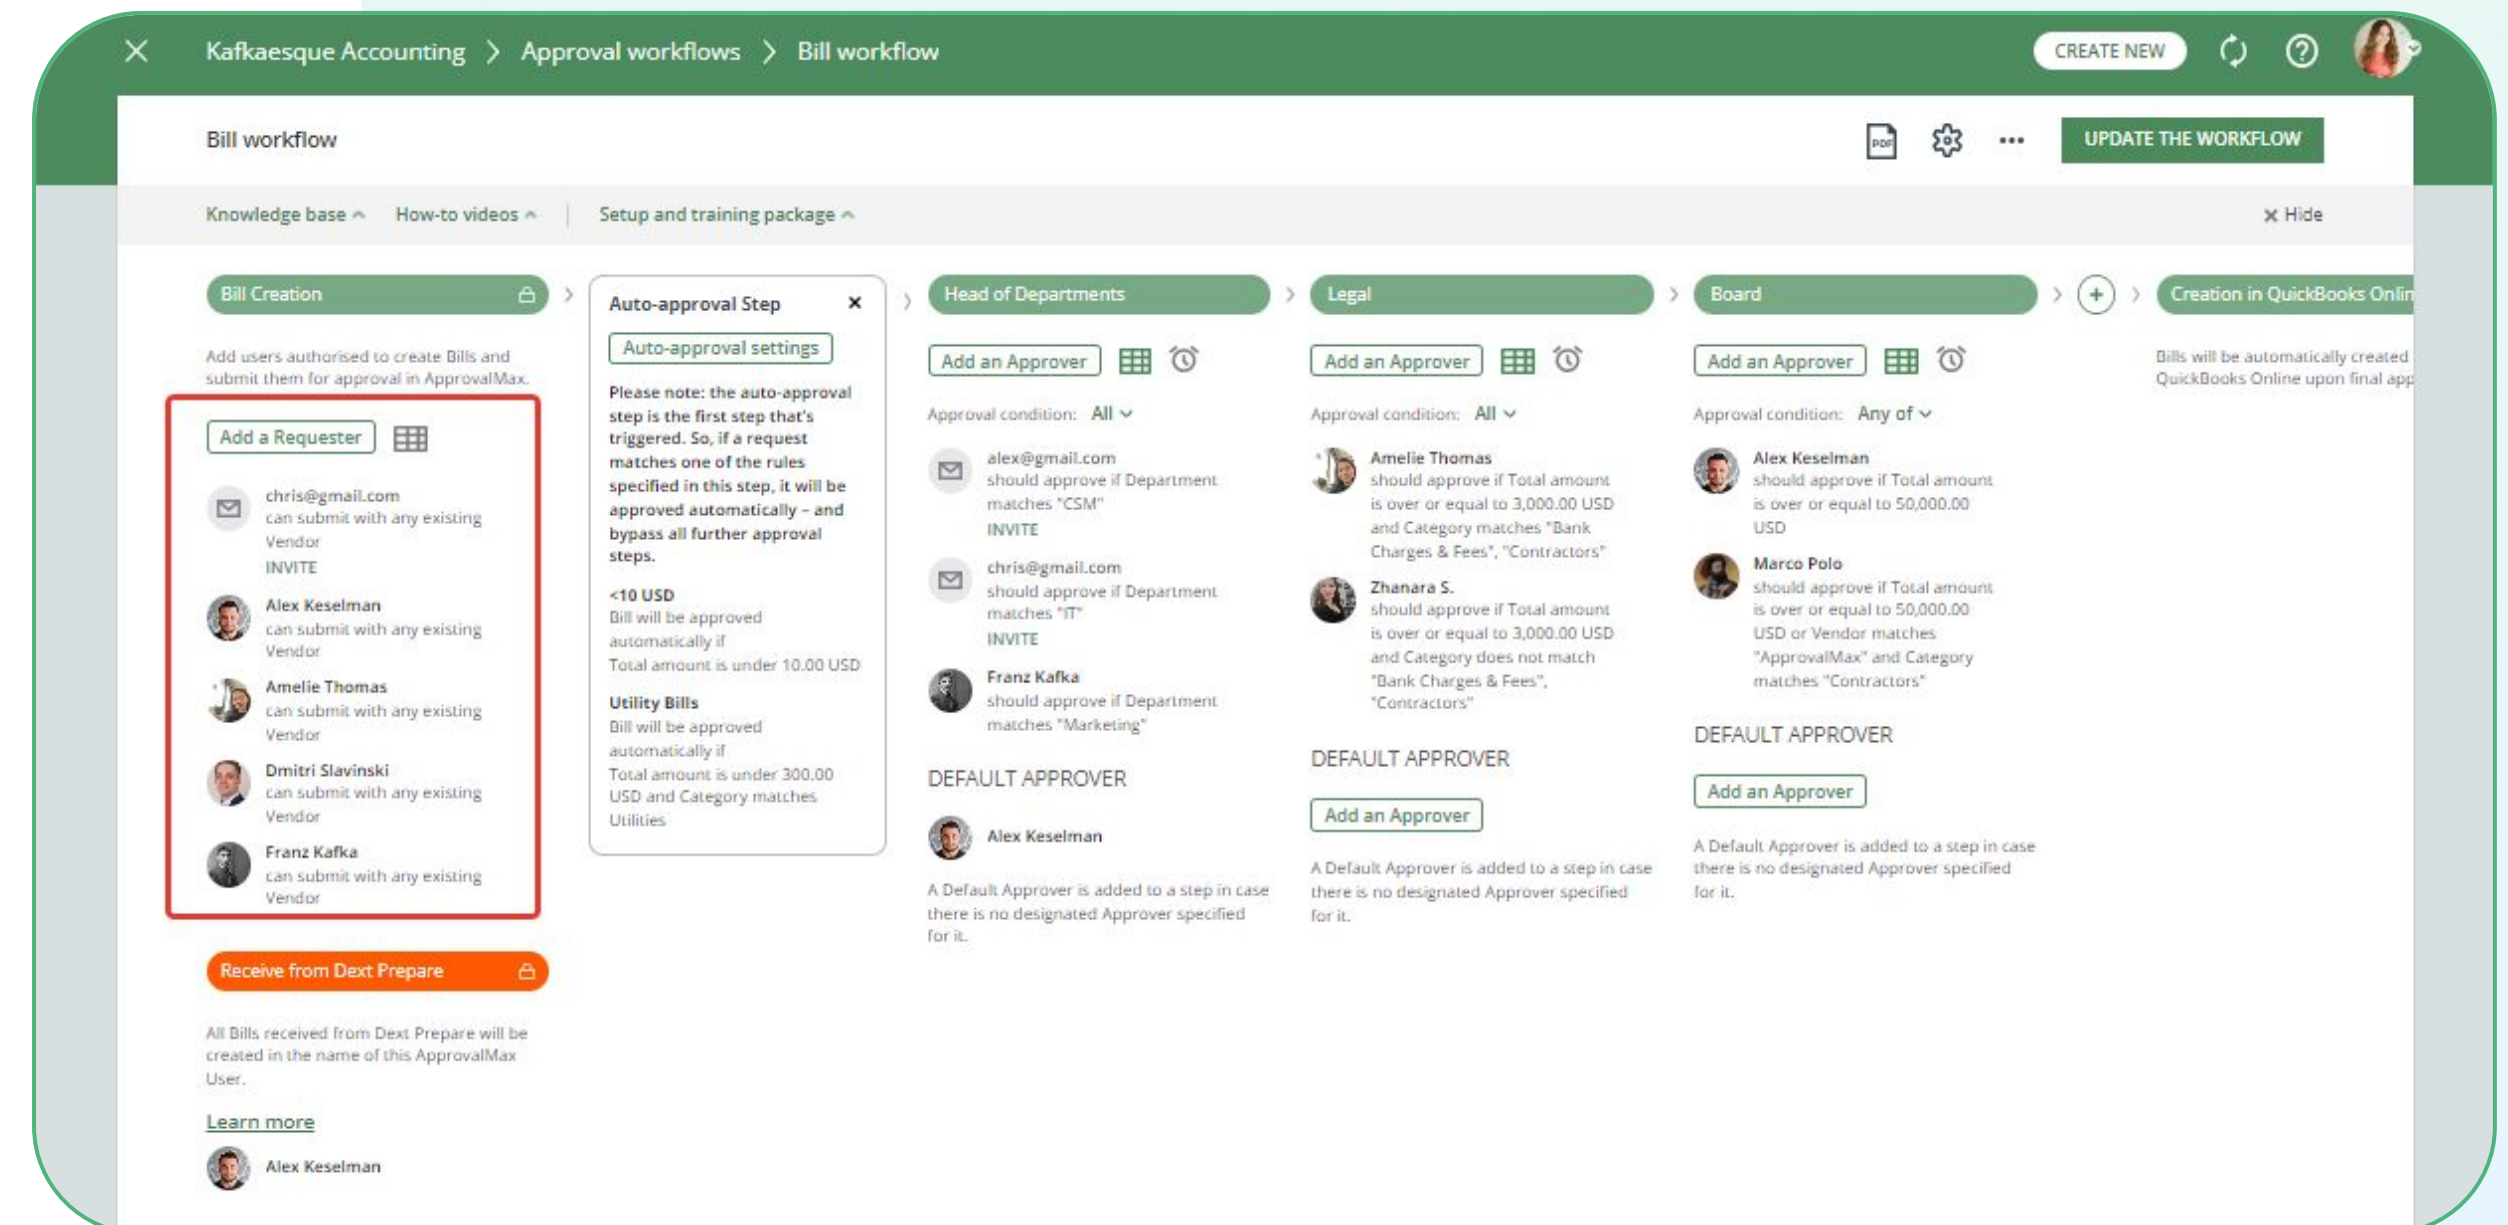 Kafkaesque Accounting > Approval workflows > Bill workflow
CREATE NEW
Bill workflow
PDF
UPDATE THE WORKFLOW
Knowledge base
How-to videos
Setup and training package
Hide
Bill Creation
Add users authorised to create Bills and
submit them for approval in ApprovalMax.
Add a Requester
chris@gmail.com
can submit with any existing
Vendor
INVITE
Alex Keselman
can submit with any existing
Vendor
Amelie Thomas
can submit with any existing
Vendor
Dmitri Slavinski
can submit with any existing
Vendor
Franz Kafka
can submit with any existing
Vendor
Receive from Dext Prepare
All Bills received from Dext Prepare will be
created in the name of this ApprovalMax
User.
Learn more
Alex Keselman
Auto-approval Step
Auto-approval settings
Please note: the auto-approval
step is the first step that's
triggered. So, if a request
matches one of the rules
specified in this step, it will be
approved automatically – and
bypass all further approval
steps.
<10 USD
Bill will be approved
automatically if
Total amount is under 10.00 USD
Utility Bills
Bill will be approved
automatically if
Total amount is under 300.00
USD and Category matches
Utilities
Head of Departments
Add an Approver
Approval condition: All
alex@gmail.com
should approve if Department
matches "CSM"
INVITE
chris@gmail.com
should approve if Department
matches "IT"
INVITE
Franz Kafka
should approve if Department
matches "Marketing"
DEFAULT APPROVER
Alex Keselman
A Default Approver is added to a step in case
there is no designated Approver specified
for it.
Legal
Add an Approver
Approval condition: All
Amelie Thomas
should approve if Total amount
is over or equal to 3,000.00 USD
and Category matches "Bank
Charges & Fees", "Contractors"
Zhanara S.
should approve if Total amount
is over or equal to 3,000.00 USD
and Category does not match
"Bank Charges & Fees",
"Contractors"
DEFAULT APPROVER
Add an Approver
A Default Approver is added to a step in case
there is no designated Approver specified
for it.
Board
Add an Approver
Approval condition: Any of
Alex Keselman
should approve if Total amount
is over or equal to 50,000.00
USD
Marco Polo
should approve if Total amount
is over or equal to 50,000.00
USD or Vendor matches
"ApprovalMax" and Category
matches "Contractors"
DEFAULT APPROVER
Add an Approver
A Default Approver is added to a step in case
there is no designated Approver specified
for it.
Creation in QuickBooks Onlin
Bills will be automatically created
QuickBooks Online upon final app